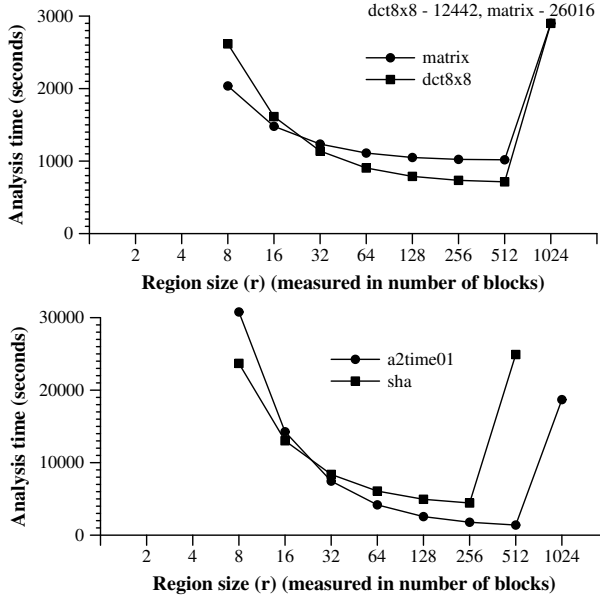 dct8x8 - 12442, matrix - 26016
3000
matrix
dct8x8
2000
1000
0
Analysis time (seconds)
2 4 8 16 32 64 128 256 512 1024
Region size (r) (measured in number of blocks)
30000
a2time01
sha
20000
10000
0
Analysis time (seconds)
2 4 8 16 32 64 128 256 512 1024
Region size (r) (measured in number of blocks)